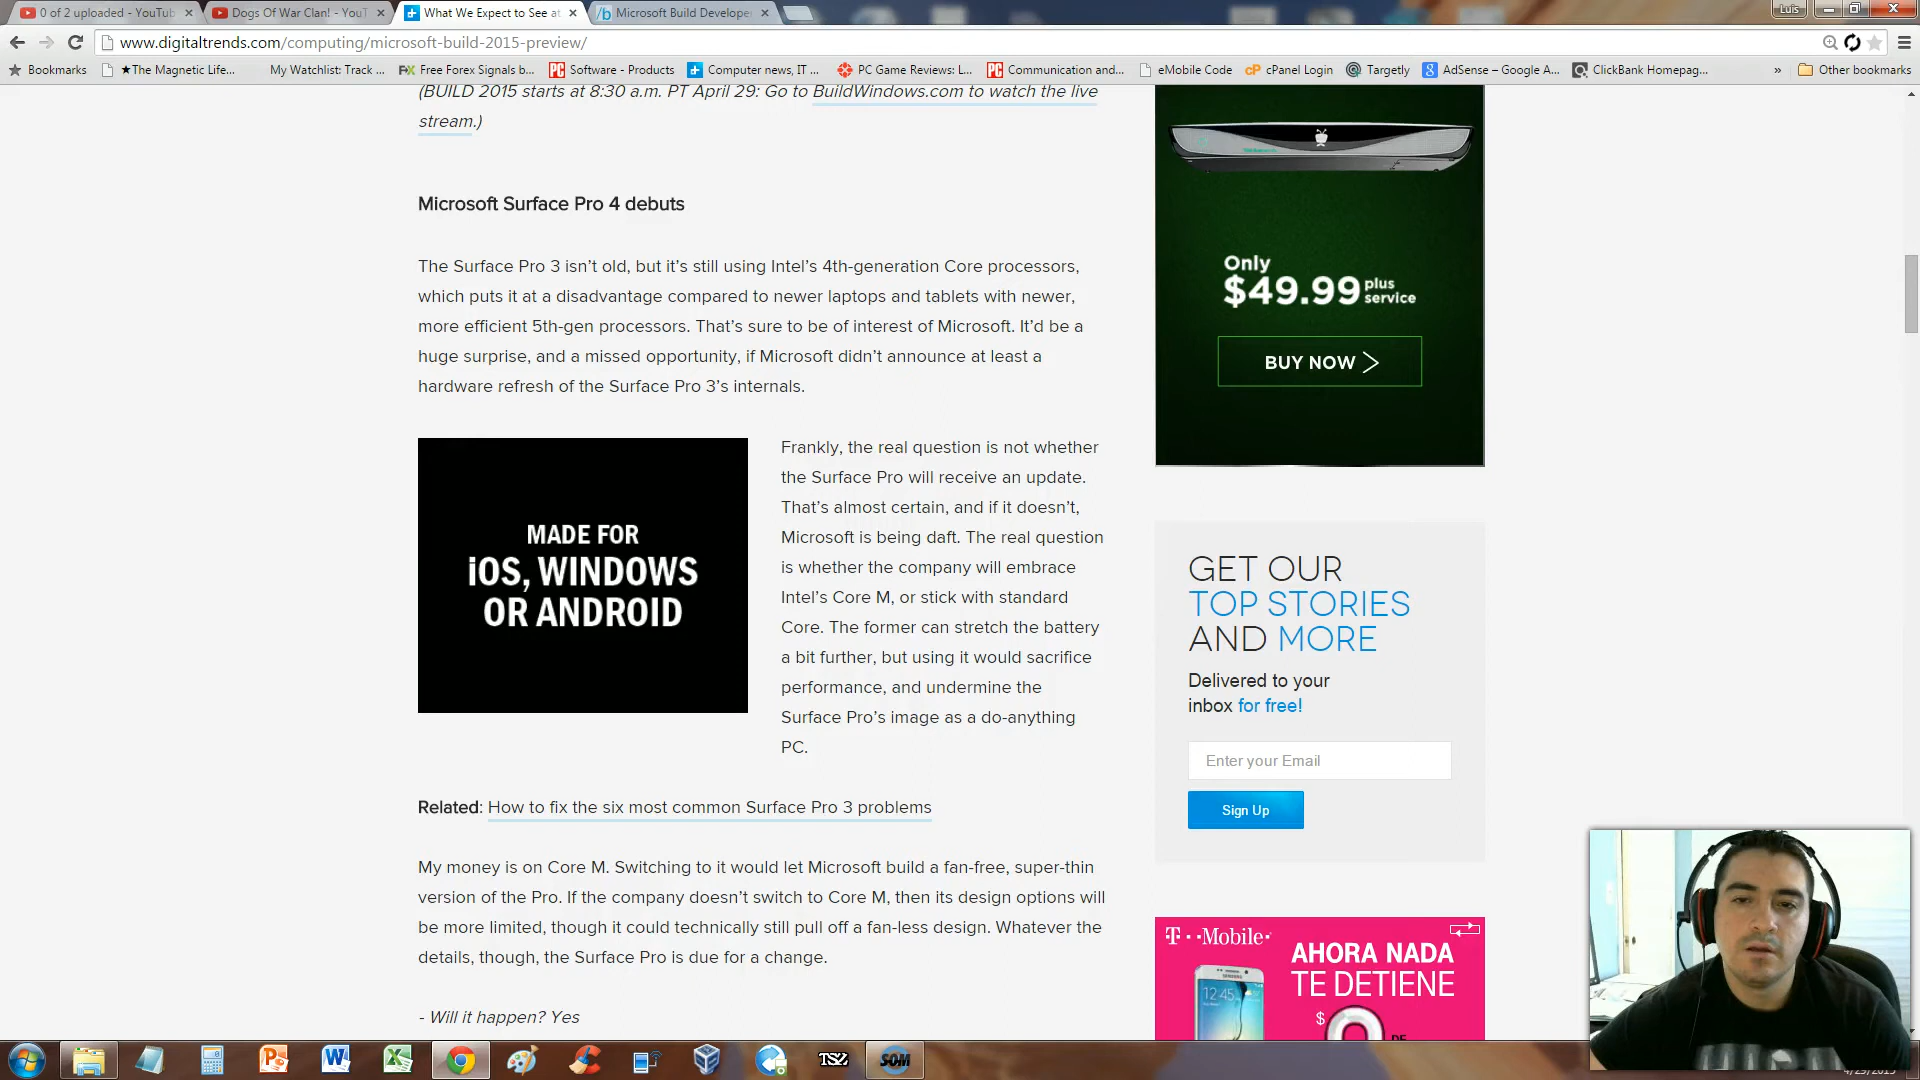 0 of 2 uploaded - YouTub
Dogs Of War Clan! - YouT
What We Expect to See at
Microsoft Build Develope
Luis
www.digitaltrends.com/computing/microsoft-build-2015-preview/
Bookmarks
★The Magnetic Life...
My Watchlist: Track ...
Free Forex Signals b...
Software - Products
Computer news, IT ...
PC Game Reviews: L...
Communication and...
eMobile Code
cPanel Login
Targetly
AdSense – Google A...
ClickBank Homepag...
»
Other bookmarks
(BUILD 2015 starts at 8:30 a.m. PT April 29: Go to BuildWindows.com to watch the live
stream.)
Microsoft Surface Pro 4 debuts
The Surface Pro 3 isn’t old, but it’s still using Intel’s 4th-generation Core processors,
which puts it at a disadvantage compared to newer laptops and tablets with newer,
more efficient 5th-gen processors. That’s sure to be of interest of Microsoft. It’d be a
huge surprise, and a missed opportunity, if Microsoft didn’t announce at least a
hardware refresh of the Surface Pro 3’s internals.
MADE FOR
iOS, WINDOWS
OR ANDROID
Frankly, the real question is not whether
the Surface Pro will receive an update.
That’s almost certain, and if it doesn’t,
Microsoft is being daft. The real question
is whether the company will embrace
Intel’s Core M, or stick with standard
Core. The former can stretch the battery
a bit further, but using it would sacrifice
performance, and undermine the
Surface Pro’s image as a do-anything
PC.
Related: How to fix the six most common Surface Pro 3 problems
My money is on Core M. Switching to it would let Microsoft build a fan-free, super-thin
version of the Pro. If the company doesn’t switch to Core M, then its design options will
be more limited, though it could technically still pull off a fan-less design. Whatever the
details, though, the Surface Pro is due for a change.
- Will it happen? Yes
Only
$49.99 plus service
BUY NOW
GET OUR
TOP STORIES
AND MORE
Delivered to your
inbox for free!
Enter your Email
Sign Up
T··Mobile·
AHORA NADA
TE DETIENE
12:45
$0
DE
TSZ
SOM